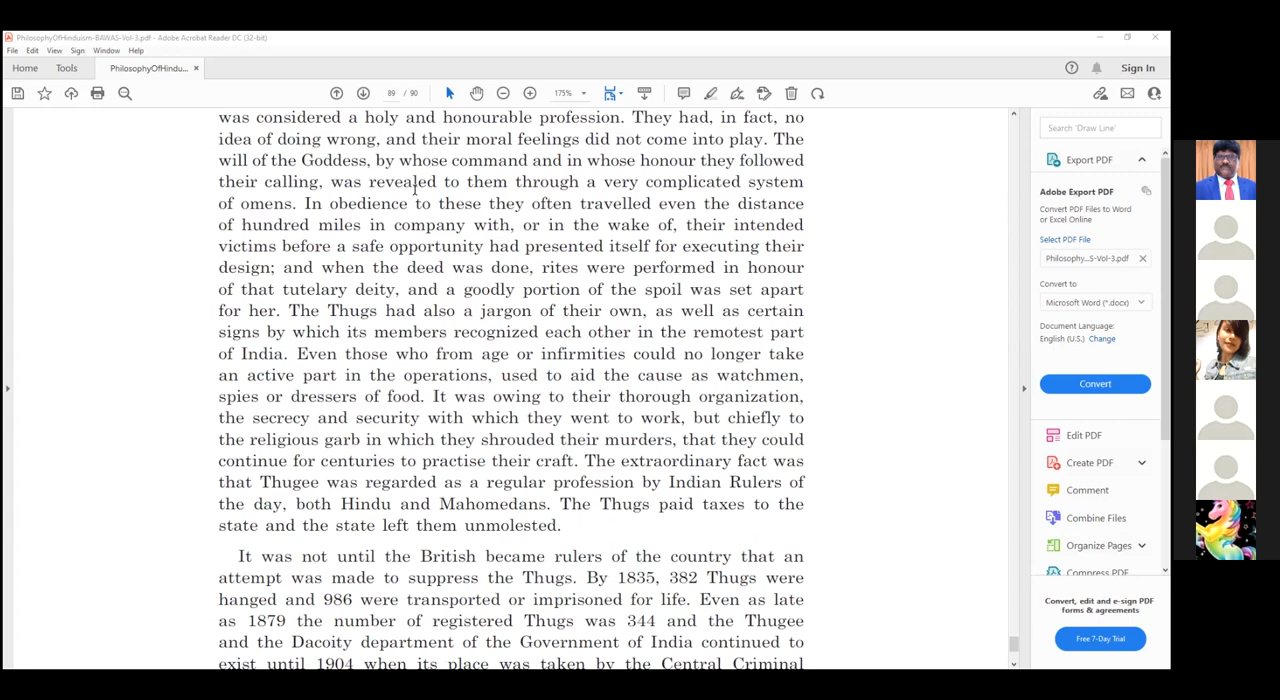 PhilosophyOfHinduism-BAWAS-Vol-3.pdf - Adobe Acrobat Reader DC (32-bit)
File Edit View Sign Window Help
Home Tools PhilosophyOfHindu... × Sign In
89 / 90 175%
was considered a holy and honourable profession. They had, in fact, no
idea of doing wrong, and their moral feelings did not come into play. The
will of the Goddess, by whose command and in whose honour they followed
their calling, was revealed to them through a very complicated system
of omens. In obedience to these they often travelled even the distance
of hundred miles in company with, or in the wake of, their intended
victims before a safe opportunity had presented itself for executing their
design; and when the deed was done, rites were performed in honour
of that tutelary deity, and a goodly portion of the spoil was set apart
for her. The Thugs had also a jargon of their own, as well as certain
signs by which its members recognized each other in the remotest part
of India. Even those who from age or infirmities could no longer take
an active part in the operations, used to aid the cause as watchmen,
spies or dressers of food. It was owing to their thorough organization,
the secrecy and security with which they went to work, but chiefly to
the religious garb in which they shrouded their murders, that they could
continue for centuries to practise their craft. The extraordinary fact was
that Thugee was regarded as a regular profession by Indian Rulers of
the day, both Hindu and Mahomedans. The Thugs paid taxes to the
state and the state left them unmolested.
It was not until the British became rulers of the country that an
attempt was made to suppress the Thugs. By 1835, 382 Thugs were
hanged and 986 were transported or imprisoned for life. Even as late
as 1879 the number of registered Thugs was 344 and the Thugee
and the Dacoity department of the Government of India continued to
exist until 1904 when its place was taken by the Central Criminal
Search 'Draw Line'
Export PDF
Adobe Export PDF
Convert PDF Files to Word
or Excel Online
Select PDF File
Philosophy...S-Vol-3.pdf
Convert to
Microsoft Word (*.docx)
Document Language:
English (U.S.) Change
Convert
Edit PDF
Create PDF
Comment
Combine Files
Organize Pages
Compress PDF
Convert, edit and e-sign PDF
forms & agreements
Free 7-Day Trial